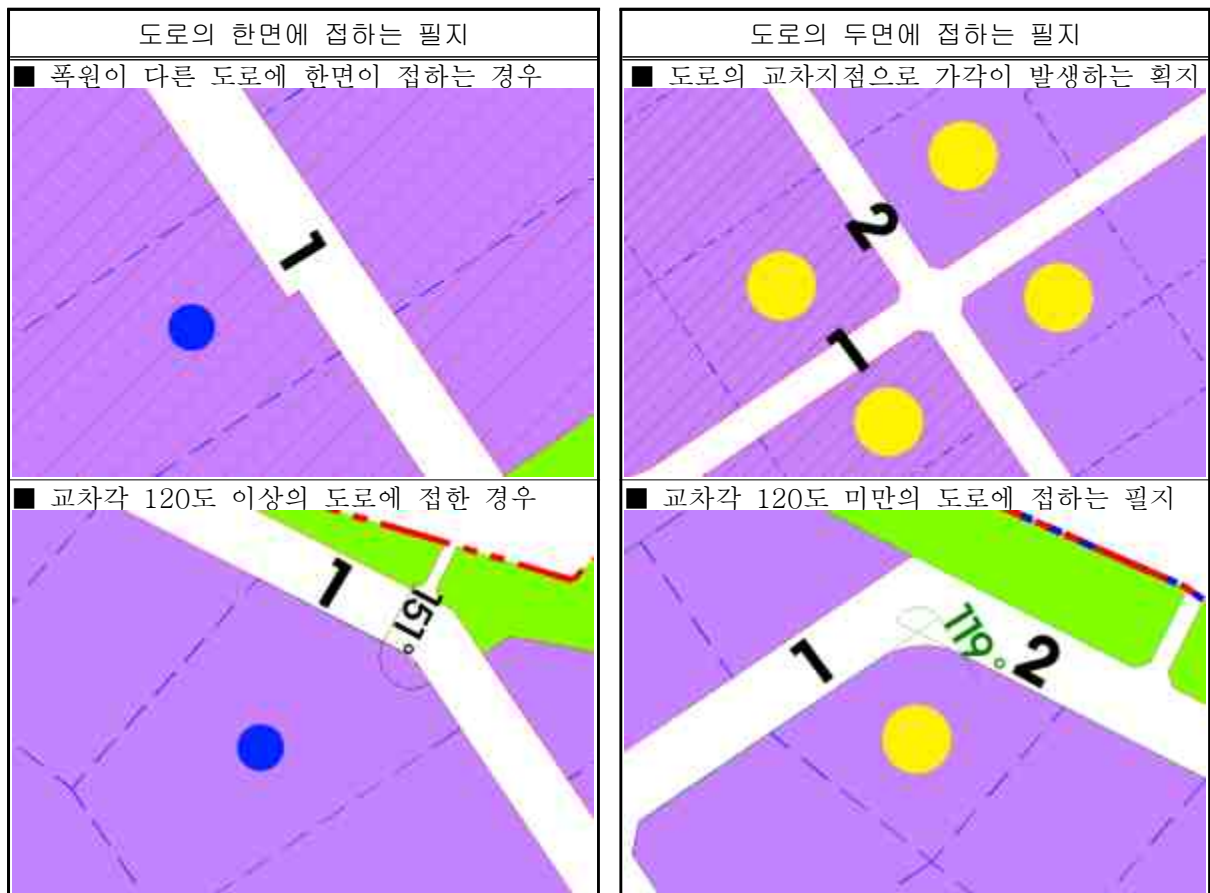 도로의 한면에 접하는 필지
■ 폭원이 다른 도로에 한면이 접하는 경우
1
■ 교차각 120도 이상의 도로에 접한 경우
1
151°
도로의 두면에 접하는 필지
■ 도로의 교차지점으로 가각이 발생하는 획지
2
1
■ 교차각 120도 미만의 도로에 접하는 필지
1
119°
2